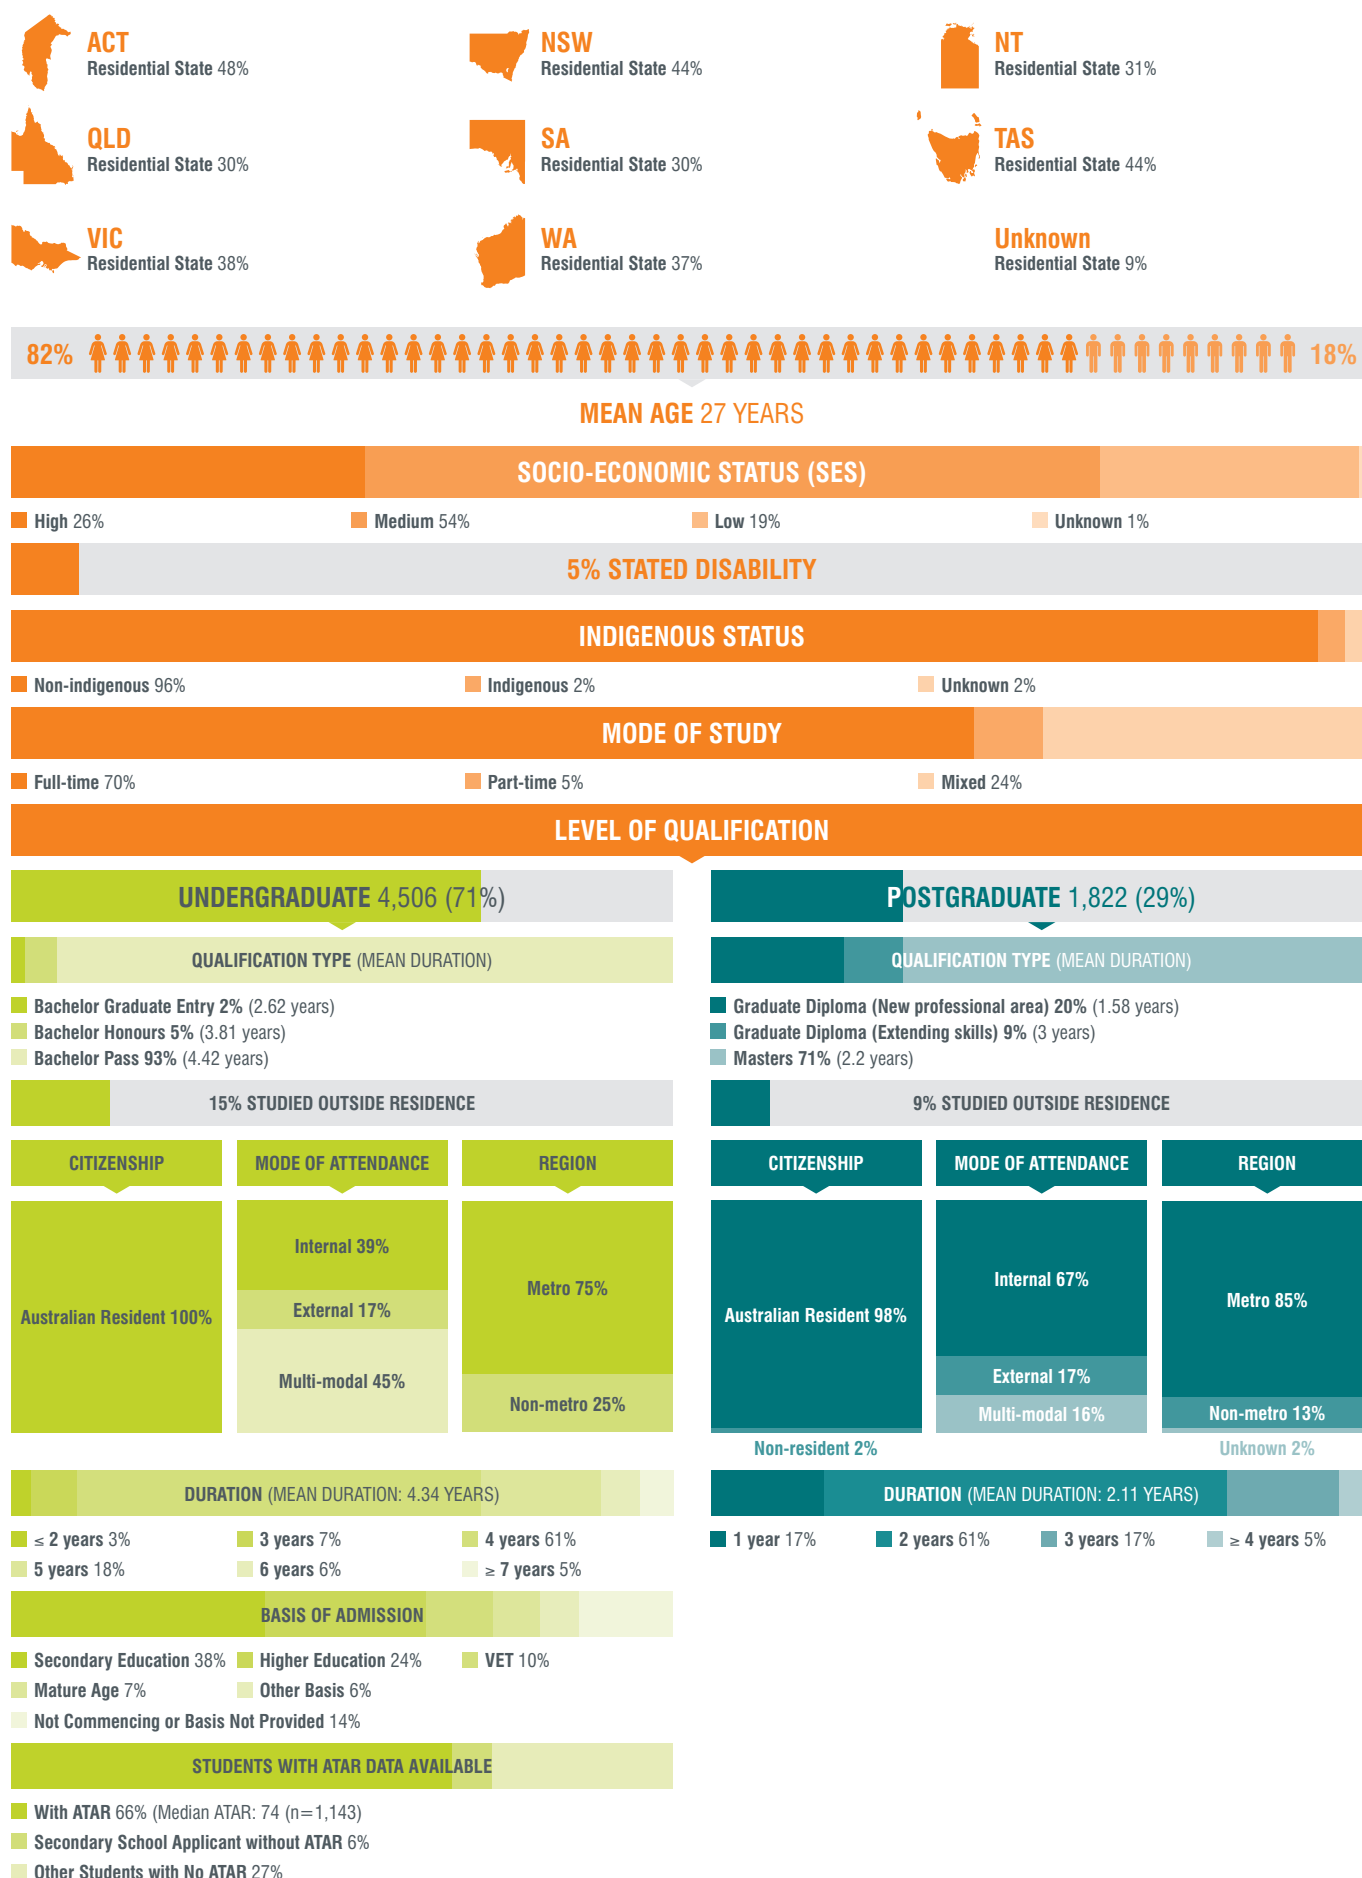 ACT
Residential State 48%
NSW
Residential State 44%
NT
Residential State 31%
QLD
Residential State 30%
SA
Residential State 30%
TAS
Residential State 44%
VIC
Residential State 38%
WA
Residential State 37%
Unknown
Residential State 9%
82%
18%
MEAN AGE 27 YEARS
SOCIO-ECONOMIC STATUS (SES)
High 26%
Medium 54%
Low 19%
Unknown 1%
5% STATED DISABILITY
INDIGENOUS STATUS
Non-indigenous 96%
Indigenous 2%
Unknown 2%
MODE OF STUDY
Full-time 70%
Part-time 5%
Mixed 24%
LEVEL OF QUALIFICATION
UNDERGRADUATE 4,506 (71%)
QUALIFICATION TYPE (MEAN DURATION)
Bachelor Graduate Entry 2% (2.62 years)
Bachelor Honours 5% (3.81 years)
Bachelor Pass 93% (4.42 years)
15% STUDIED OUTSIDE RESIDENCE
CITIZENSHIP
Australian Resident 100%
MODE OF ATTENDANCE
Internal 39%
External 17%
Multi-modal 45%
REGION
Metro 75%
Non-metro 25%
DURATION (MEAN DURATION: 4.34 YEARS)
≤ 2 years 3%
3 years 7%
4 years 61%
5 years 18%
6 years 6%
≥ 7 years 5%
BASIS OF ADMISSION
Secondary Education 38%
Higher Education 24%
VET 10%
Mature Age 7%
Other Basis 6%
Not Commencing or Basis Not Provided 14%
STUDENTS WITH ATAR DATA AVAILABLE
With ATAR 66% (Median ATAR: 74 (n=1,143)
Secondary School Applicant without ATAR 6%
Other Students with No ATAR 27%
POSTGRADUATE 1,822 (29%)
QUALIFICATION TYPE (MEAN DURATION)
Graduate Diploma (New professional area) 20% (1.58 years)
Graduate Diploma (Extending skills) 9% (3 years)
Masters 71% (2.2 years)
9% STUDIED OUTSIDE RESIDENCE
CITIZENSHIP
Australian Resident 98%
Non-resident 2%
MODE OF ATTENDANCE
Internal 67%
External 17%
Multi-modal 16%
REGION
Metro 85%
Non-metro 13%
Unknown 2%
DURATION (MEAN DURATION: 2.11 YEARS)
1 year 17%
2 years 61%
3 years 17%
≥ 4 years 5%